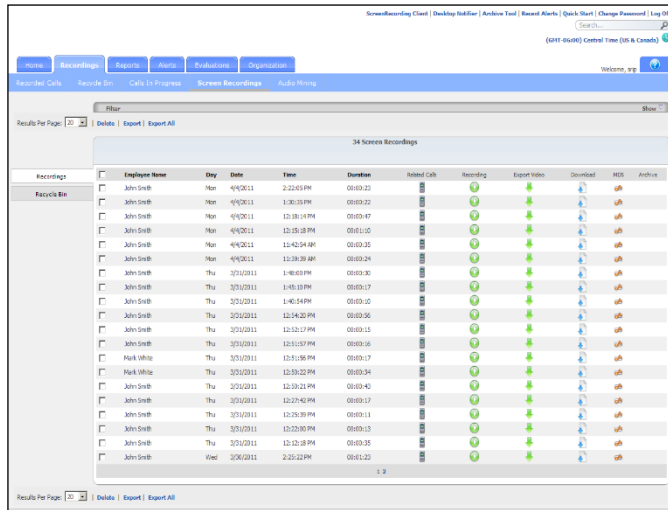 ScreenRecording Client | Desktop Notifier | Archive Tool | Recent Alerts | Quick Start | Change Password | Log Of
Search...
(GMT-06:00) Central Time (US & Canada)
Home Recordings Reports Alerts Evaluations Organization
Welcome, wip
Recorded Calls Recycle Bin Calls In Progress Screen Recordings Audio Mining
Filter Show
Results Per Page: 20 | Delete | Export | Export All
34 Screen Recordings
Recordings
Recycle Bin
Employee Name Day Date Time Duration Related Calls Recording Export Video Download MD5 Archive
John Smith Mon 4/4/2011 2:22:05 PM 00:00:23
John Smith Mon 4/4/2011 1:30:35 PM 00:00:22
John Smith Mon 4/4/2011 12:18:14 PM 00:00:47
John Smith Mon 4/4/2011 12:15:18 PM 00:01:10
John Smith Mon 4/4/2011 11:42:54 AM 00:00:35
John Smith Mon 4/4/2011 11:39:39 AM 00:00:24
John Smith Thu 3/31/2011 1:48:00 PM 00:00:30
John Smith Thu 3/31/2011 1:45:10 PM 00:00:17
John Smith Thu 3/31/2011 1:40:54 PM 00:00:10
John Smith Thu 3/31/2011 12:54:20 PM 00:00:56
John Smith Thu 3/31/2011 12:52:17 PM 00:00:15
John Smith Thu 3/31/2011 12:51:57 PM 00:00:16
Mark White Thu 3/31/2011 12:51:56 PM 00:00:17
Mark White Thu 3/31/2011 12:50:22 PM 00:00:34
John Smith Thu 3/31/2011 12:50:21 PM 00:00:43
John Smith Thu 3/31/2011 12:27:42 PM 00:00:17
John Smith Thu 3/31/2011 12:25:39 PM 00:00:11
John Smith Thu 3/31/2011 12:22:00 PM 00:00:13
John Smith Thu 3/31/2011 12:12:18 PM 00:00:35
John Smith Wed 3/30/2011 2:25:22 PM 00:01:23
1 2
Results Per Page: 20 | Delete | Export | Export All